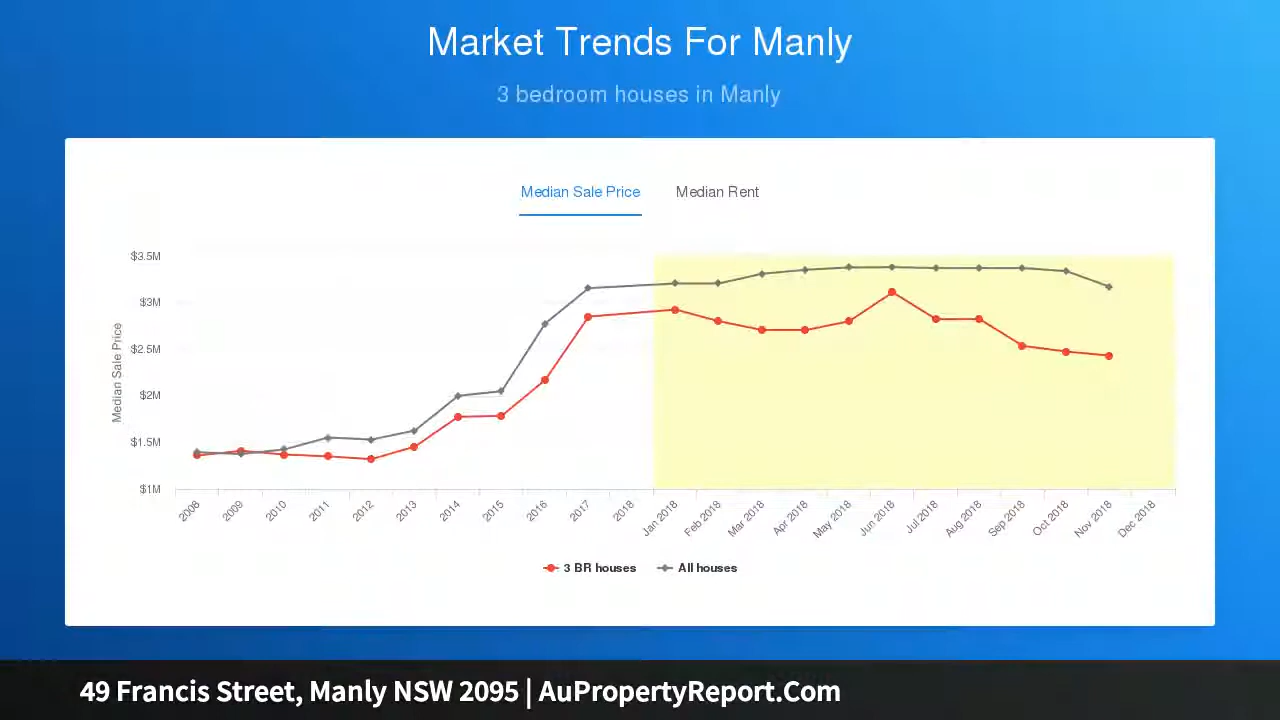 Market Trends For Manly
3 bedroom houses in Manly
Median Sale Price
Median Rent
$3.5M
$3M
$2.5M
$2M
$1.5M
$1M
Median Sale Price
2008
2009
2010
2011
2012
2013
2014
2015
2016
2017
2018
Jan 2018
Feb 2018
Mar 2018
Apr 2018
May 2018
Jun 2018
Jul 2018
Aug 2018
Sep 2018
Oct 2018
Nov 2018
Dec 2018
3 BR houses
All houses
49 Francis Street, Manly NSW 2095 | AuPropertyReport.Com